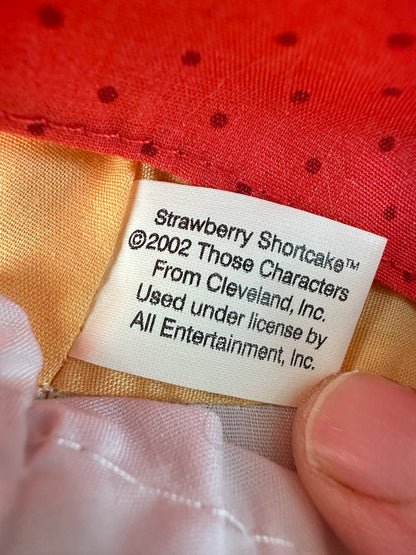 Strawberry Shortcake™
©2002 Those Characters
From Cleveland, Inc.
Used under license by
All Entertainment, Inc.